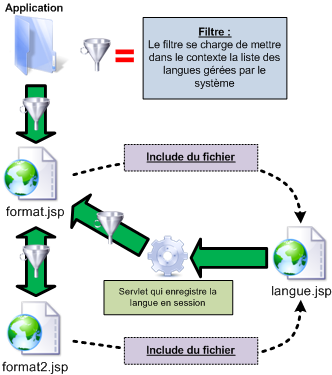 Application
Filtre :
Le filtre se charge de mettre
dans le contexte la liste des
langues gérées par le
système
Include du fichier
format.jsp
langue.jsp
Servlet qui enregistre la
langue en session
Include du fichier
format2.jsp